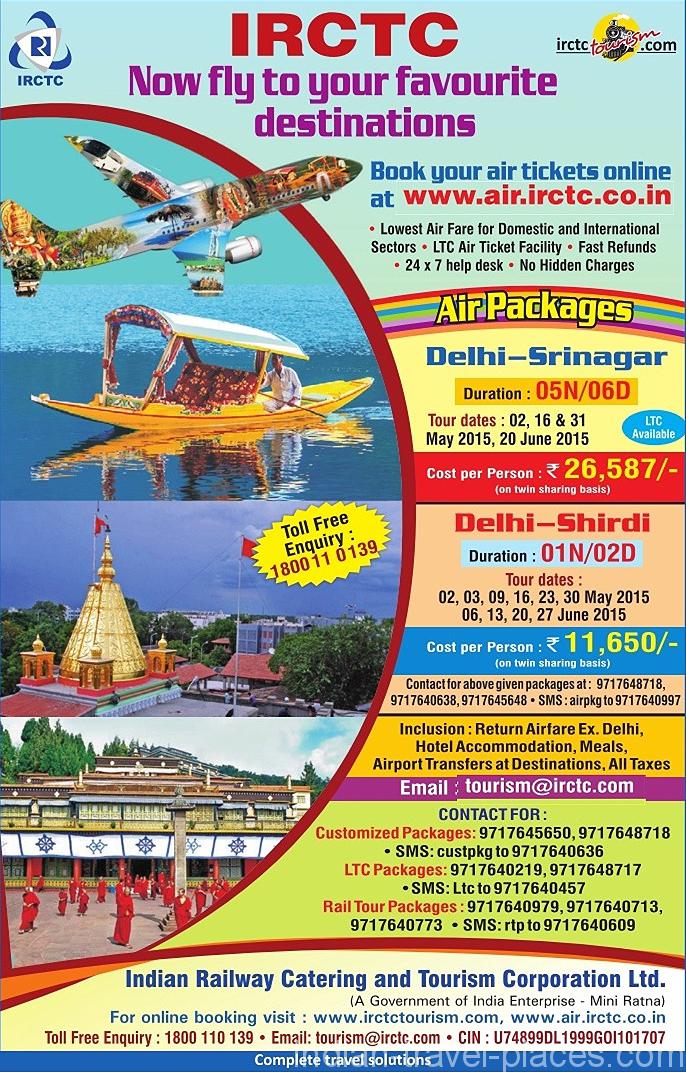 IRCTC
IRCTC
irctc tourism .com
Now fly to your favourite
destinations
Book your air tickets online
at www.air.irctc.co.in
• Lowest Air Fare for Domestic and International
Sectors • LTC Air Ticket Facility • Fast Refunds
• 24 x 7 help desk • No Hidden Charges
Air Packages
Delhi–Srinagar
Duration : 05N/06D
Tour dates : 02, 16 & 31
May 2015, 20 June 2015
LTC
Available
Cost per Person : ₹ 26,587/-
(on twin sharing basis)
Toll Free
Enquiry :
1800 11 0 139
Delhi–Shirdi
Duration : 01N/02D
Tour dates :
02, 03, 09, 16, 23, 30 May 2015
06, 13, 20, 27 June 2015
Cost per Person : ₹ 11,650/-
(on twin sharing basis)
Contact for above given packages at : 9717648718,
9717640638, 9717645648 • SMS : airpkg to 9717640997
Inclusion : Return Airfare Ex. Delhi,
Hotel Accommodation, Meals,
Airport Transfers at Destinations, All Taxes
Email : tourism@irctc.com
CONTACT FOR :
Customized Packages: 9717645650, 9717648718
• SMS: custpkg to 9717640636
LTC Packages: 9717640219, 9717648717
• SMS: Ltc to 9717640457
Rail Tour Packages : 9717640979, 9717640713,
9717640773 • SMS: rtp to 9717640609
Indian Railway Catering and Tourism Corporation Ltd.
(A Government of India Enterprise - Mini Ratna)
For online booking visit : www.irctctourism.com, www.air.irctc.co.in
Toll Free Enquiry : 1800 110 139 • Email: tourism@irctc.com • CIN : U74899DL1999GOI101707
Complete travel solutions
indian-travel-places.com